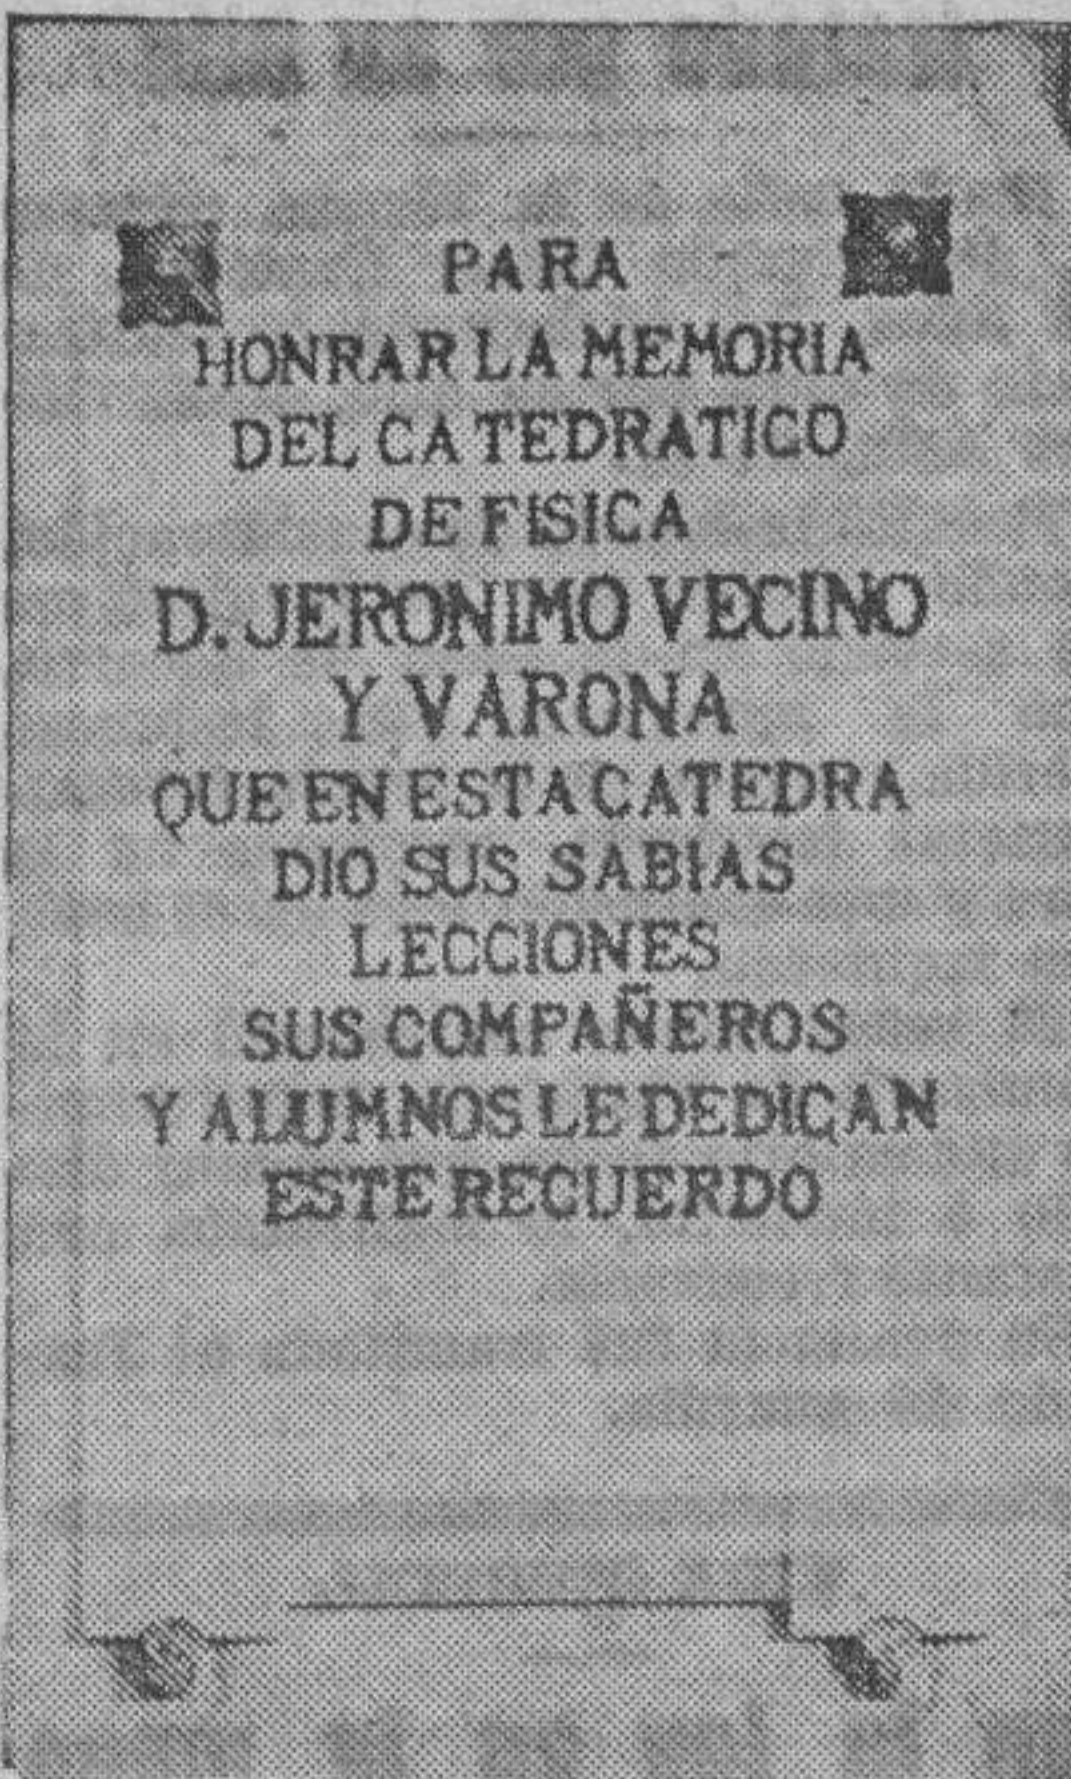 PARA
HONRAR LA MEMORIA
DEL CATEDRATICO
DE FISICA
D. JERONIMO VECINO
Y VARONA
QUE EN ESTA CATEDRA
DIO SUS SABIAS
LECCIONES
SUS COMPAÑEROS
Y ALUMNOS LE DEDICAN
ESTE RECUERDO